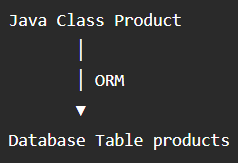 Java Class Product
ORM
Database Table products